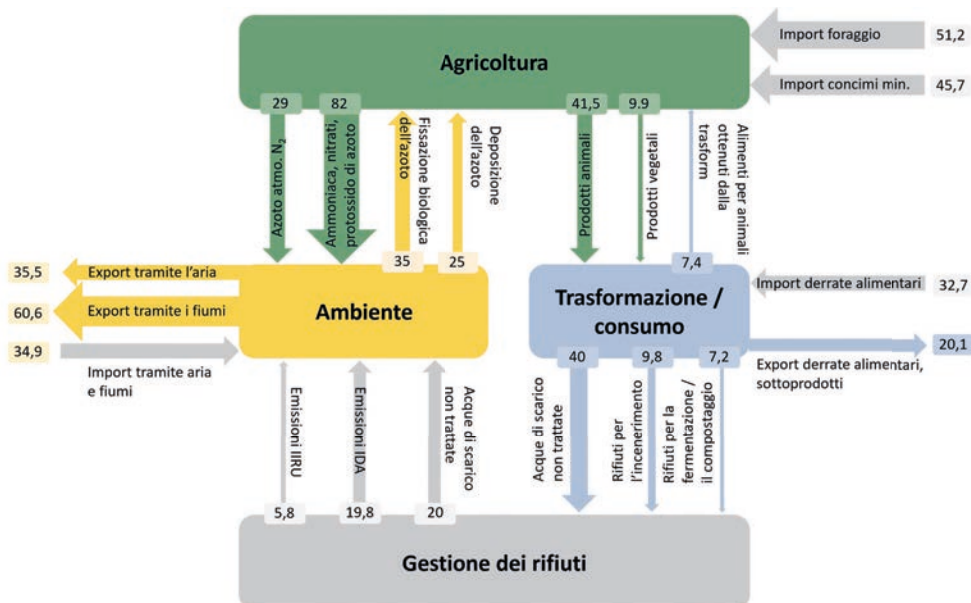 Import foraggio
51,2
Agricoltura
Import concimi min.
45,7
29
82
41,5
9.9
Azoto atmo. N₂
Ammoniaca, nitrati,
protossido di azoto
Fissazione biologica
dell'azoto
Deposizione
dell'azoto
Prodotti animali
Prodotti vegetali
Alimenti per animali
ottenuti dalla
trasform
35
25
7,4
35,5
Export tramite l'aria
60,6
Export tramite i fiumi
34,9
Import tramite aria
e fiumi
Ambiente
Trasformazione /
consumo
Import derrate alimentari
32,7
20,1
Export derrate alimentari,
sottoprodotti
40
9,8
7,2
Emissioni IIRU
Emissioni IDA
Acque di scarico
non trattate
Acque di scarico
non trattate
Rifiuti per
l'incenerimento
Rifiuti per la
fermentazione /
il compostaggio
5,8
19,8
20
Gestione dei rifiuti